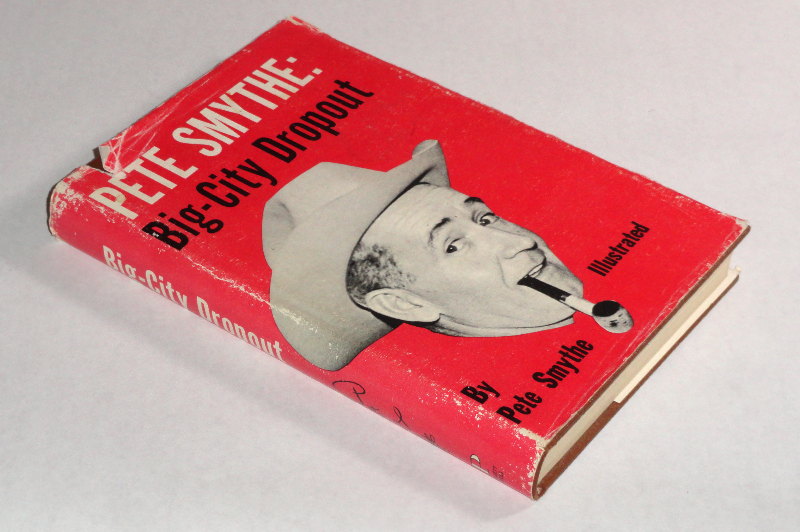 PETE SMYTHE:
Big-City Dropout
Illustrated
By
Pete Smythe
Big-City Dropout